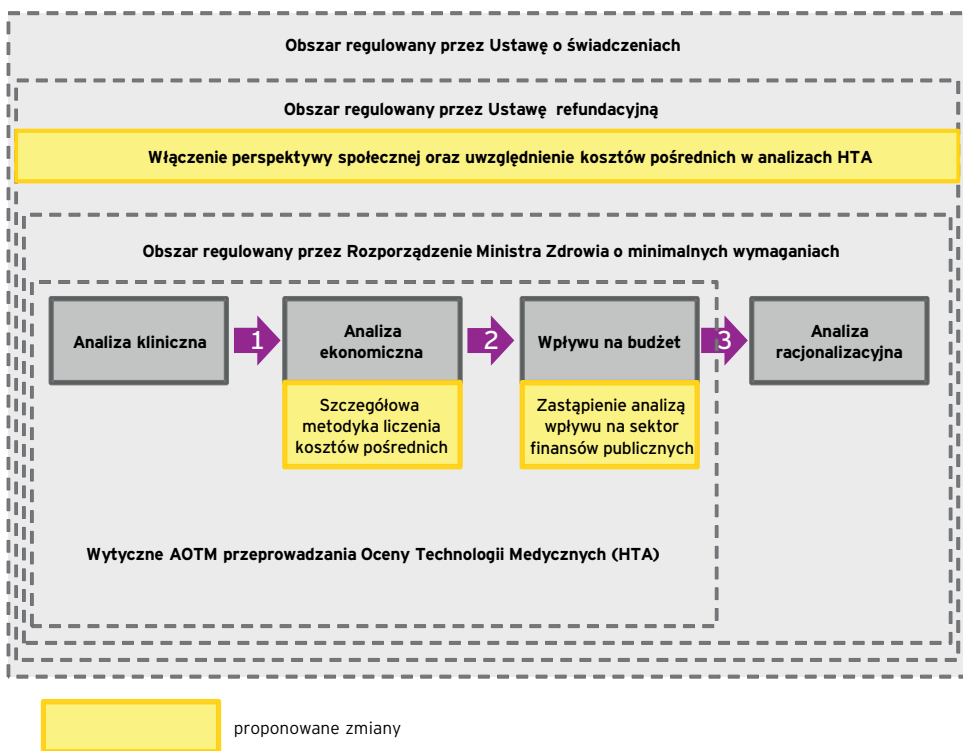 Obszar regulowany przez Ustawę o świadczeniach
Obszar regulowany przez Ustawę refundacyjną
Włączenie perspektywy społecznej oraz uwzględnienie kosztów pośrednich w analizach HTA
Obszar regulowany przez Rozporządzenie Ministra Zdrowia o minimalnych wymaganiach
Analiza kliniczna
1
Analiza
ekonomiczna
2
Wpływu na budżet
3
Analiza
racjonalizacyjna
Szczegółowa
metodyka liczenia
kosztów pośrednich
Zastąpienie analizą
wpływu na sektor
finansów publicznych
Wytyczne AOTM przeprowadzania Oceny Technologii Medycznych (HTA)
proponowane zmiany